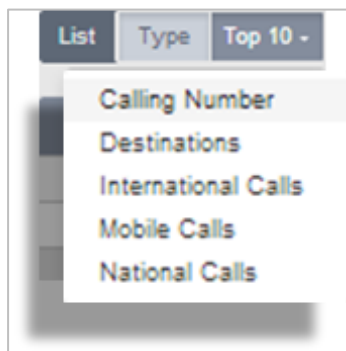 List Type Top 10 -
Calling Number
Destinations
International Calls
Mobile Calls
National Calls